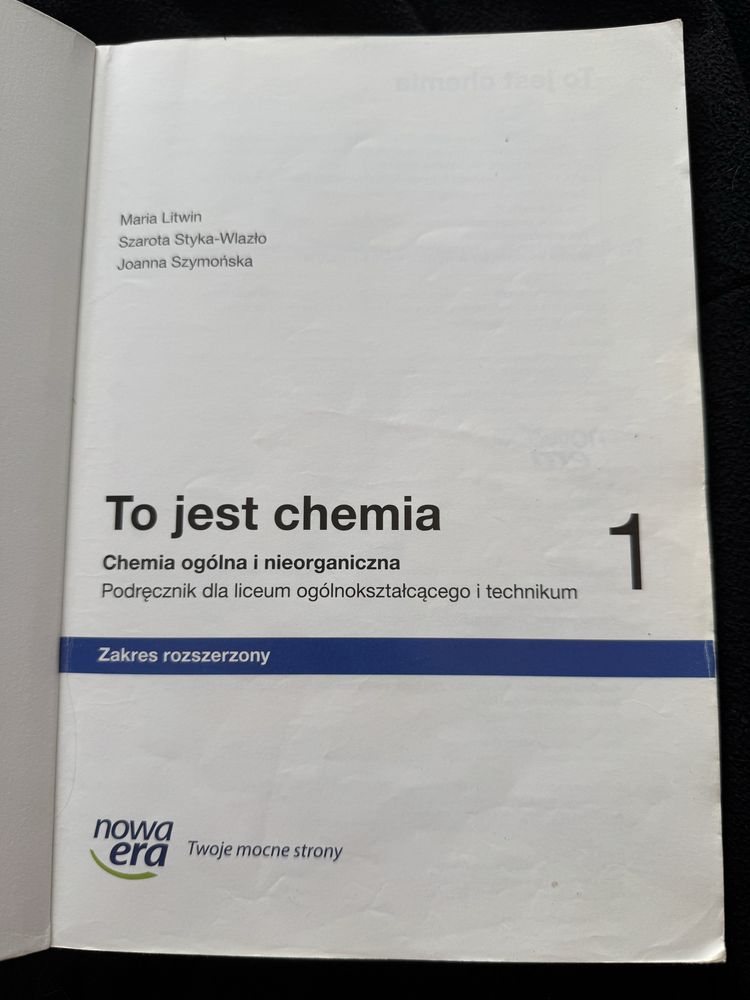 Maria Litwin
Szarota Styka-Wlazło
Joanna Szymońska
To jest chemia
1
Chemia ogólna i nieorganiczna
Podręcznik dla liceum ogólnokształcącego i technikum
Zakres rozszerzony
nowa
era
Twoje mocne strony